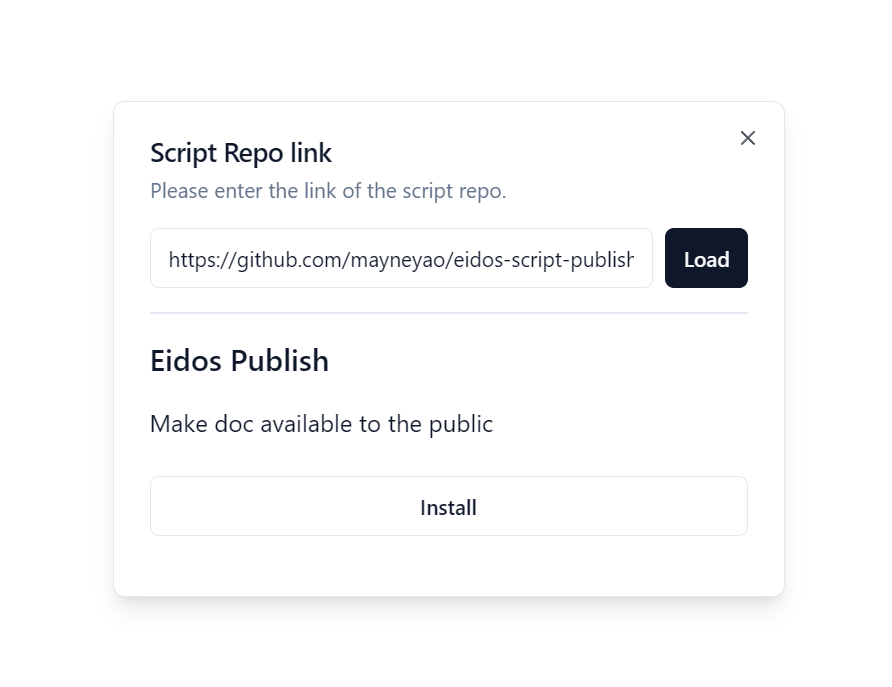 Script Repo link
Please enter the link of the script repo.
https://github.com/mayneyao/eidos-script-publish
Load
Eidos Publish
Make doc available to the public
Install